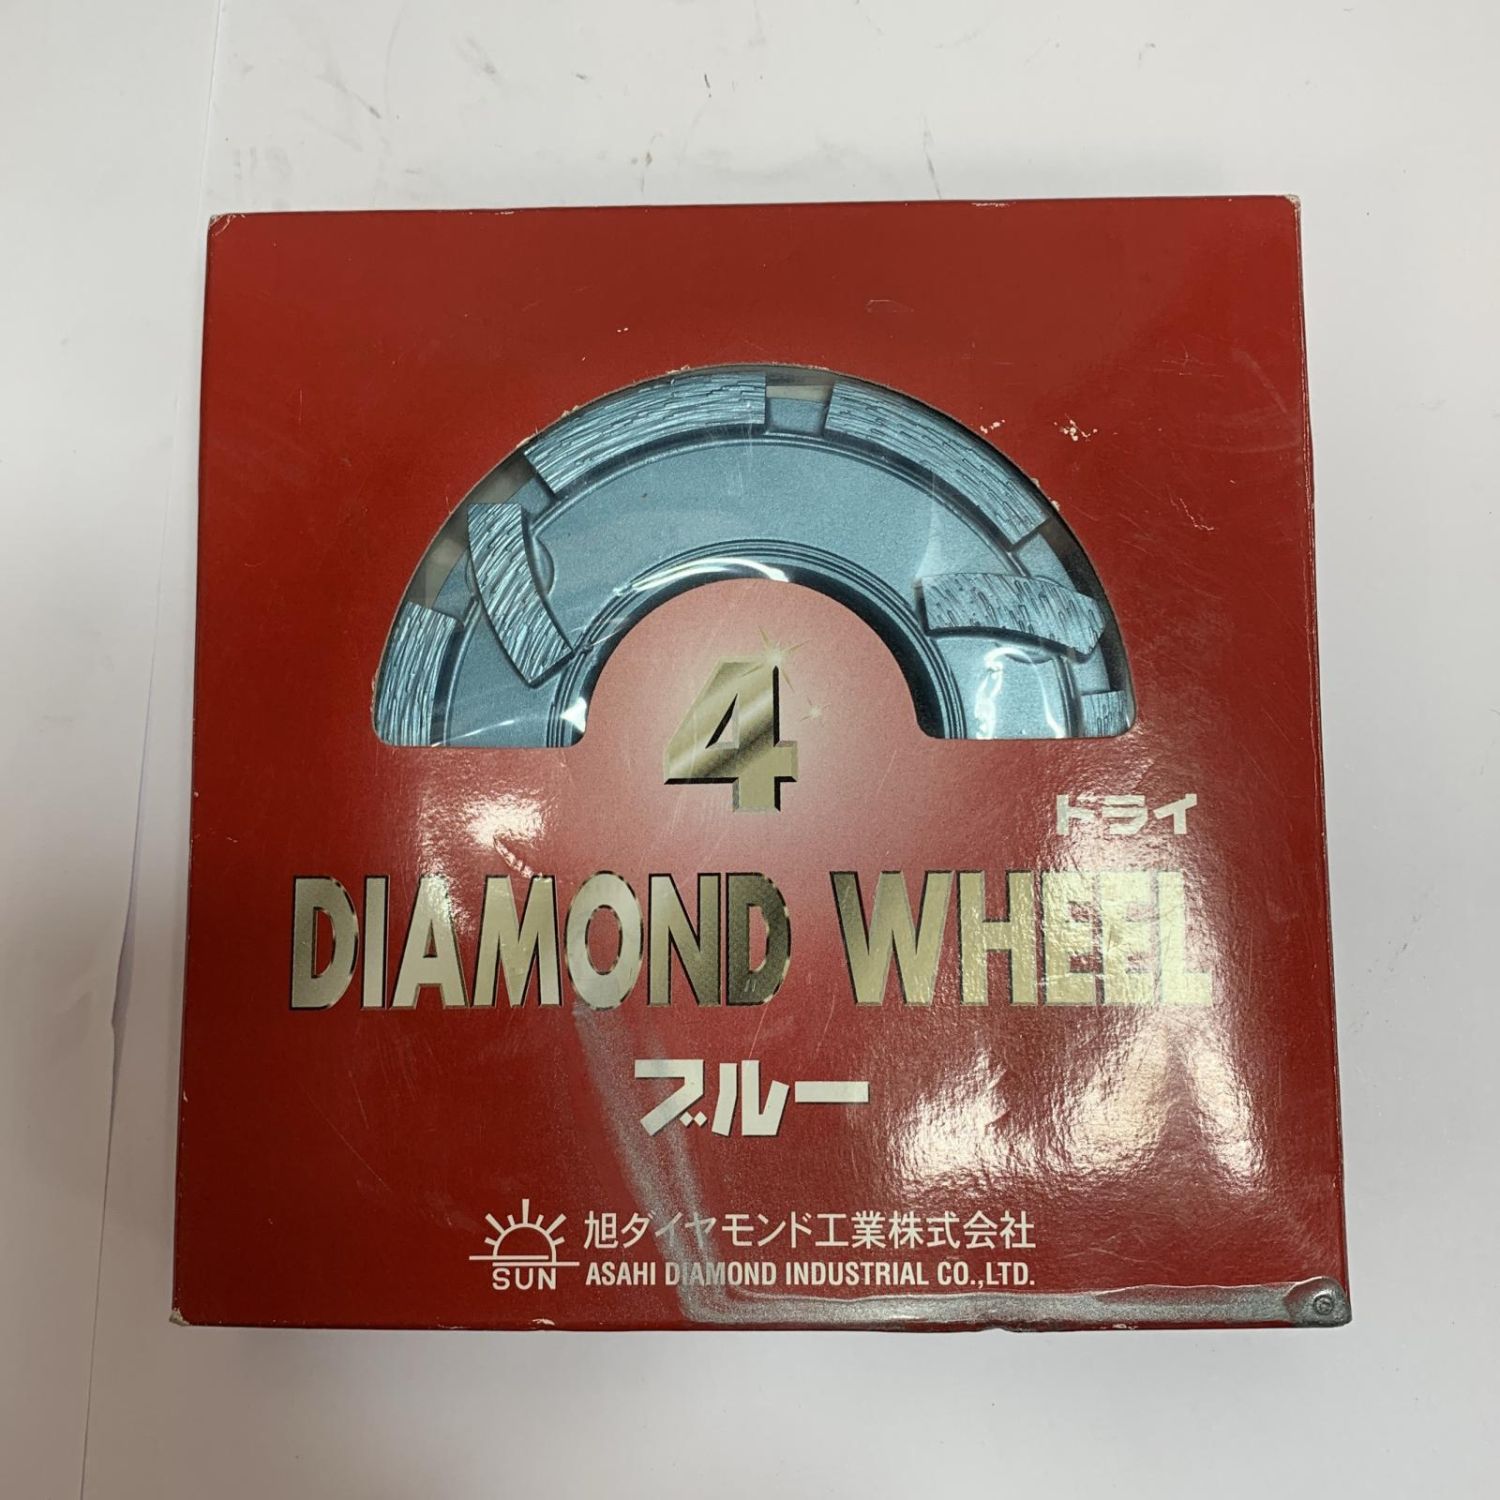 4
トライ
DIAMOND WHEEL
ブルー
旭ダイヤモンド工業株式会社
SUN
ASAHI DIAMOND INDUSTRIAL CO.,LTD.